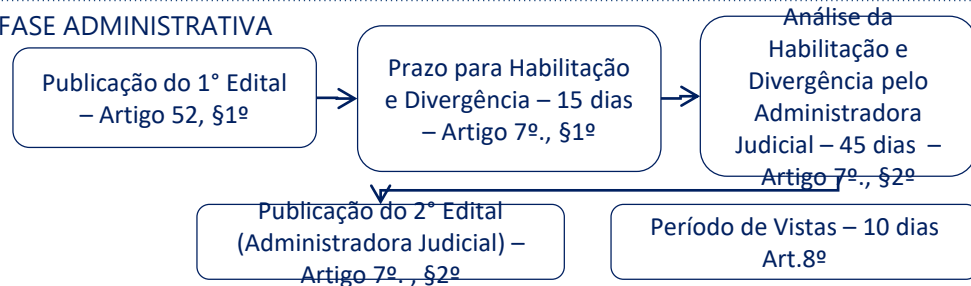 FASE ADMINISTRATIVA
Publicação do 1° Edital
– Artigo 52, §1º
Prazo para Habilitação
e Divergência – 15 dias
– Artigo 7º., §1º
Análise da
Habilitação e
Divergência pelo
Administradora
Judicial – 45 dias –
Artigo 7º., §2º
Publicação do 2° Edital
(Administradora Judicial) –
Artigo 7º. , §2º
Período de Vistas – 10 dias
Art.8º